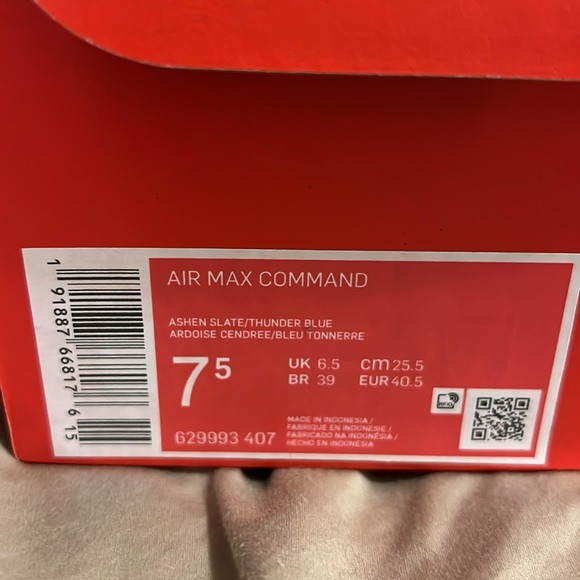 AIR MAX COMMAND
ASHEN SLATE/THUNDER BLUE
ARDOISE CENDREE/BLEU TONNERRE
7 5
UK 6.5 cm 25.5
BR 39 EUR 40.5
629993 407
MADE IN INDONESIA /
FABRIQUE EN INDONESIE /
FABRICADO NA INDONÉSIA /
HECHO EN INDONESIA
1 91887 66817 6 15